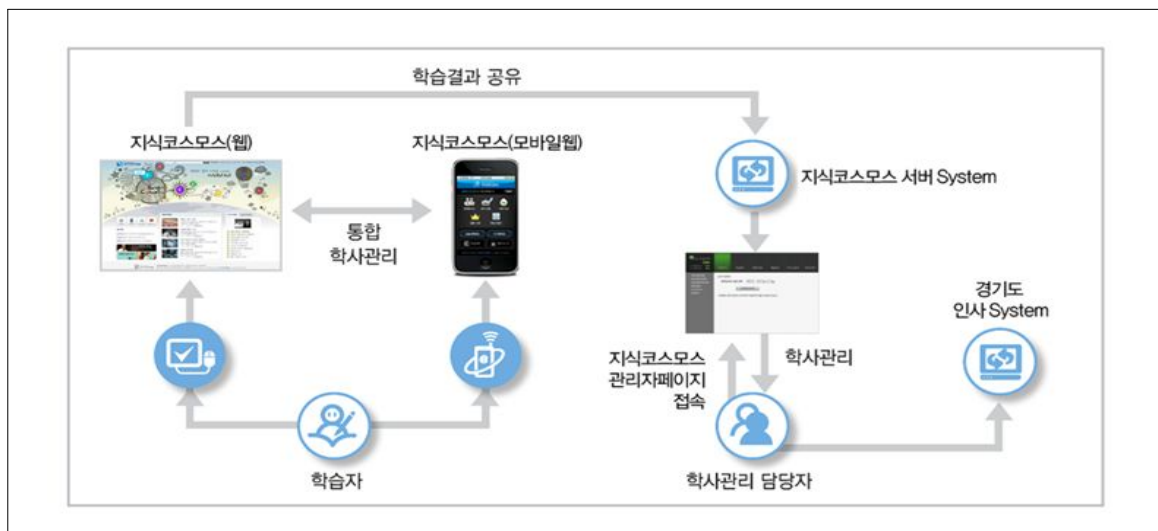 학습결과 공유
지식코스모스(웹)
지식코스모스(모바일웹)
통합
학사관리
지식코스모스 서버 System
경기도
인사 System
지식코스모스
관리자페이지
접속
학사관리
학습자
학사관리 담당자